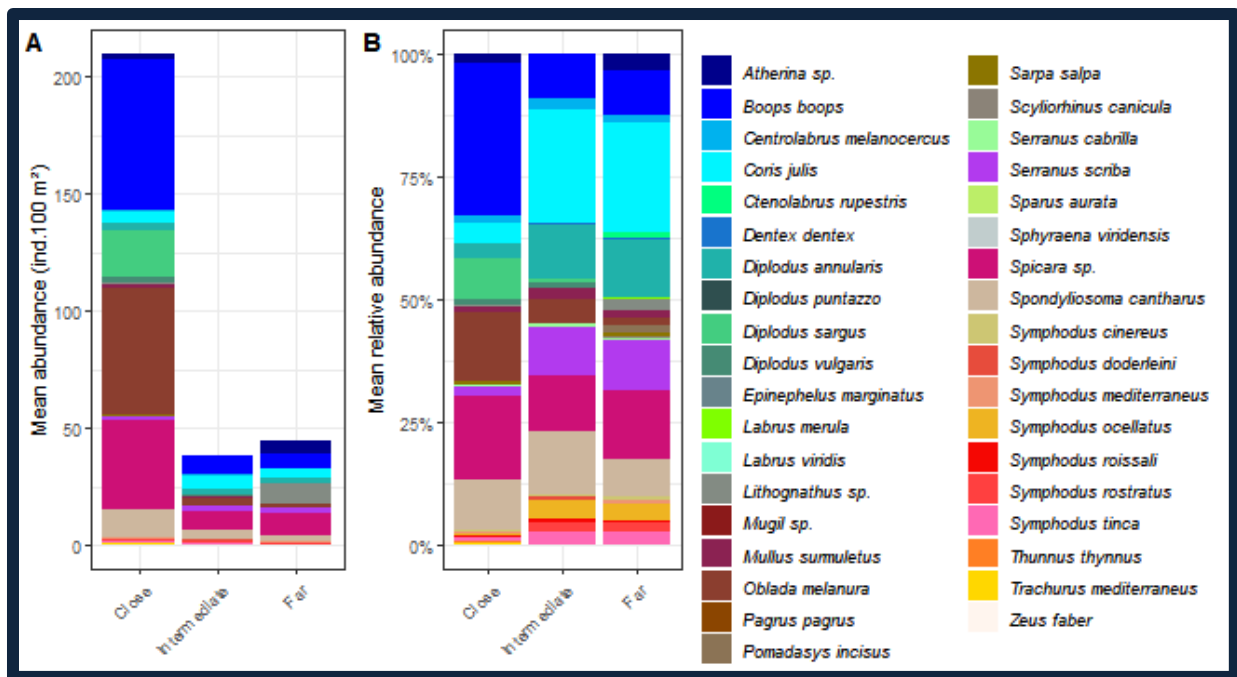 A
B
Mean abundance (ind.100 m²)
200
150
100
50
0
Close
Intermediate
Far
Mean relative abundance
100%
75%
50%
25%
0%
Close
Intermediate
Far
Atherina sp.
Boops boops
Centrolabrus melanocercus
Coris julis
Ctenolabrus rupestris
Dentex dentex
Diplodus annularis
Diplodus puntazzo
Diplodus sargus
Diplodus vulgaris
Epinephelus marginatus
Labrus merula
Labrus viridis
Lithognathus sp.
Mugil sp.
Mullus surmuletus
Oblada melanura
Pagrus pagrus
Pomadasys incisus
Sarpa salpa
Scyliorhinus canicula
Serranus cabrilla
Serranus scriba
Sparus aurata
Sphyraena viridensis
Spicara sp.
Spondyliosoma cantharus
Symphodus cinereus
Symphodus doderleini
Symphodus mediterraneus
Symphodus ocellatus
Symphodus roissali
Symphodus rostratus
Symphodus tinca
Thunnus thynnus
Trachurus mediterraneus
Zeus faber